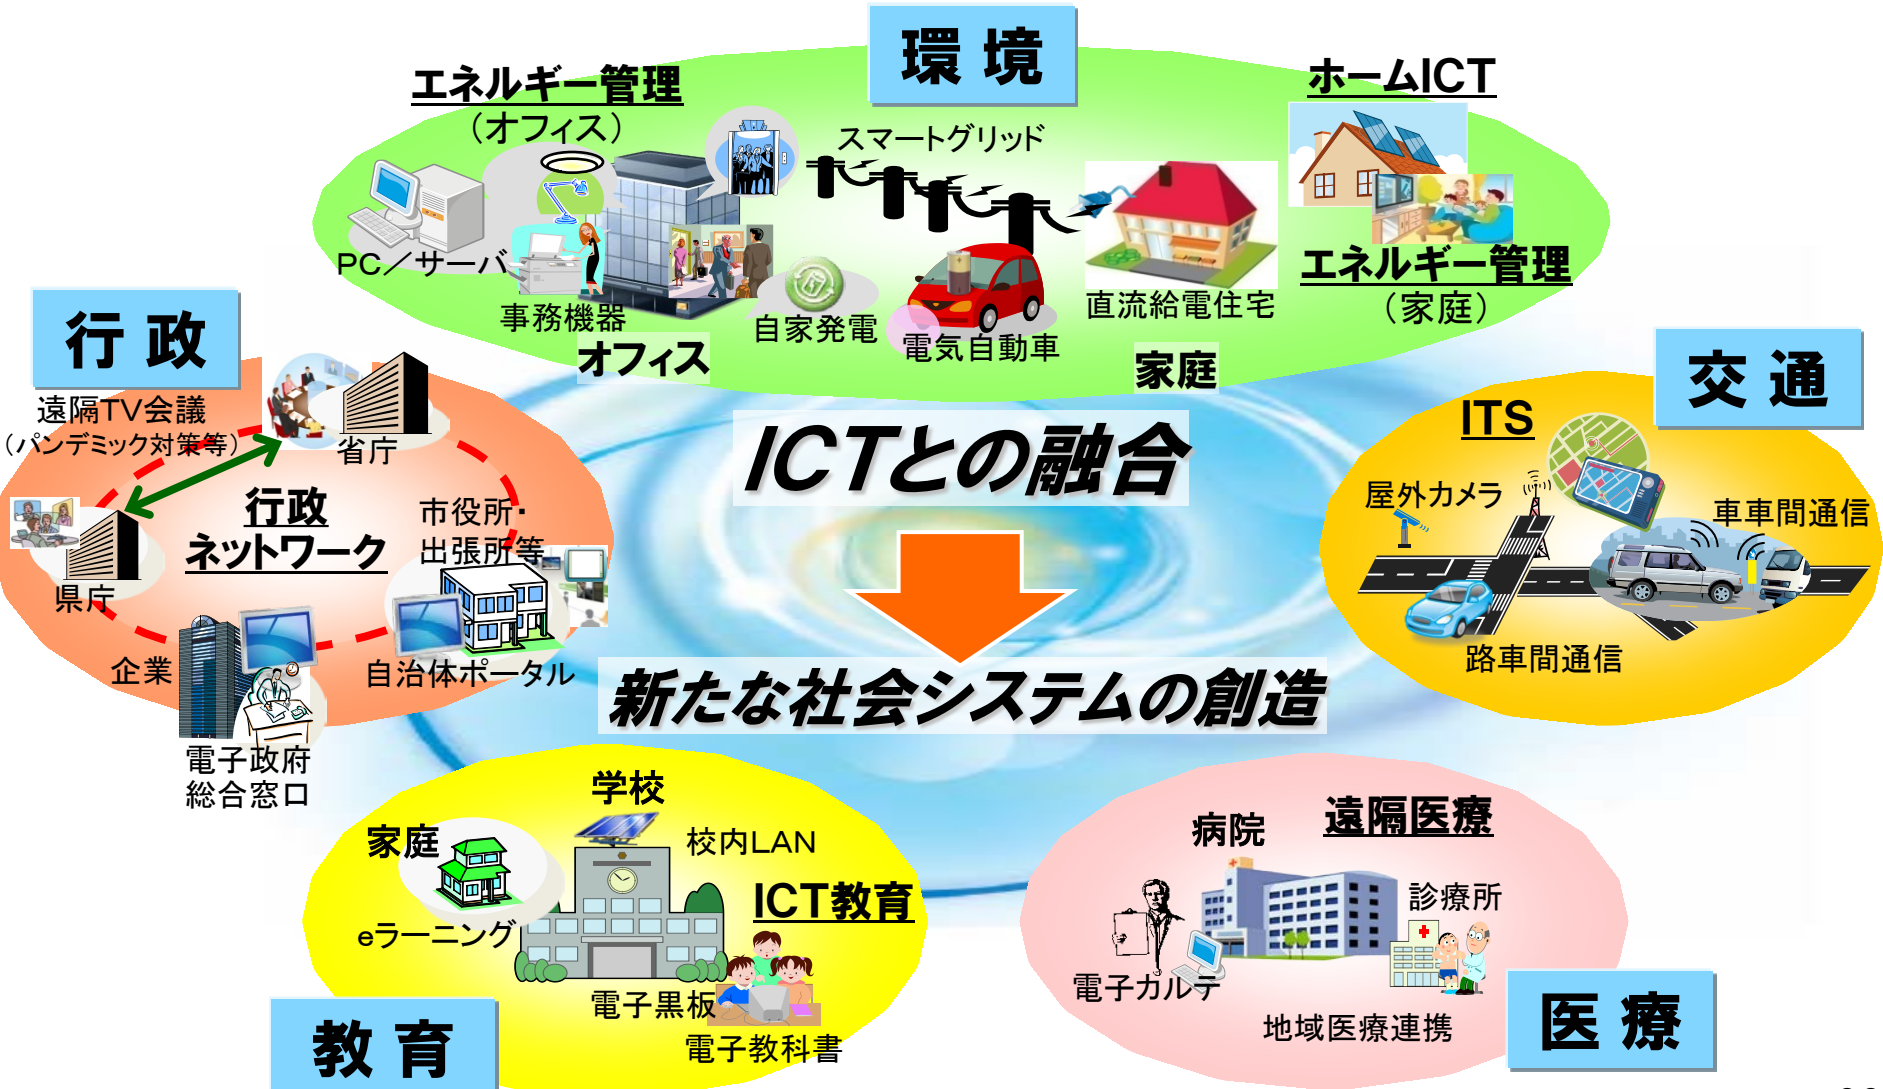 環 境
エネルギー管理
（オフィス）
スマートグリッド
ホームICT
PC／サーバ
事務機器
オフィス
自家発電
電気自動車
直流給電住宅
家庭
エネルギー管理
（家庭）
行 政
遠隔TV会議
（パンデミック対策等）
省庁
行政
ネットワーク
市役所・
出張所等
県庁
企業
自治体ポータル
電子政府
総合窓口
ICTとの融合
新たな社会システムの創造
交 通
ITS
屋外カメラ
車車間通信
路車間通信
学校
家庭
校内LAN
ICT教育
eラーニング
電子黒板
電子教科書
教 育
病院
遠隔医療
診療所
電子カルテ
地域医療連携
医 療